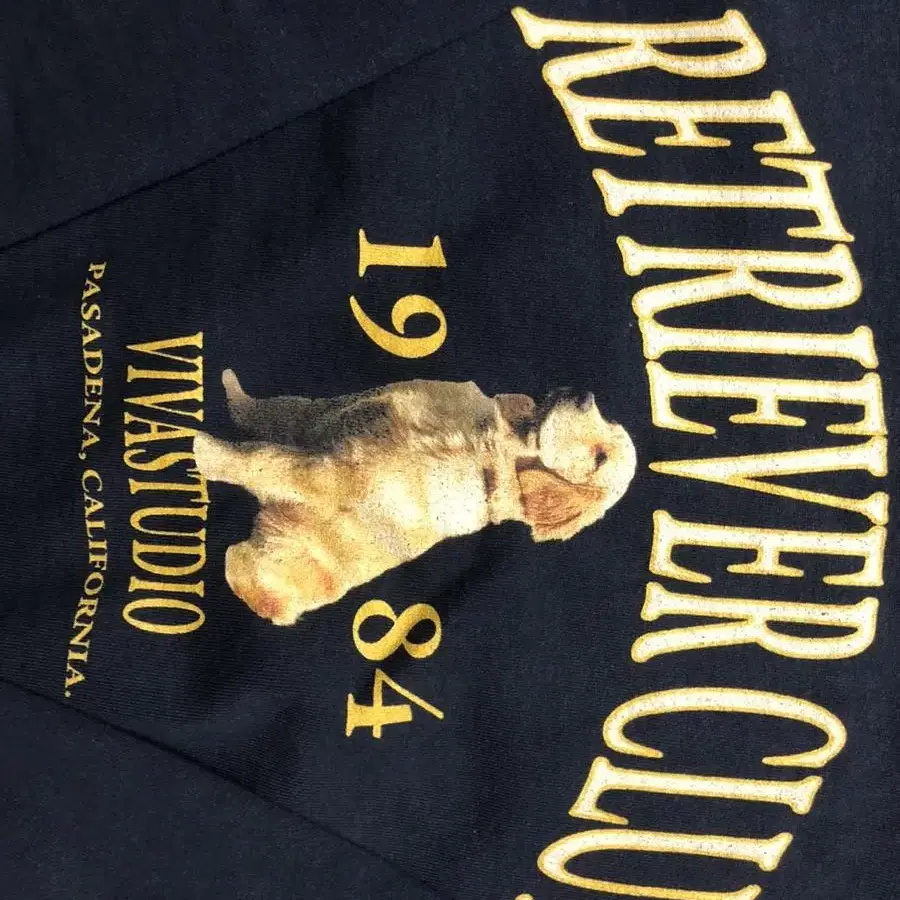 RETRIEVER CLU
19 84
VIVASTUDIO
PASADENA, CALIFORNIA.